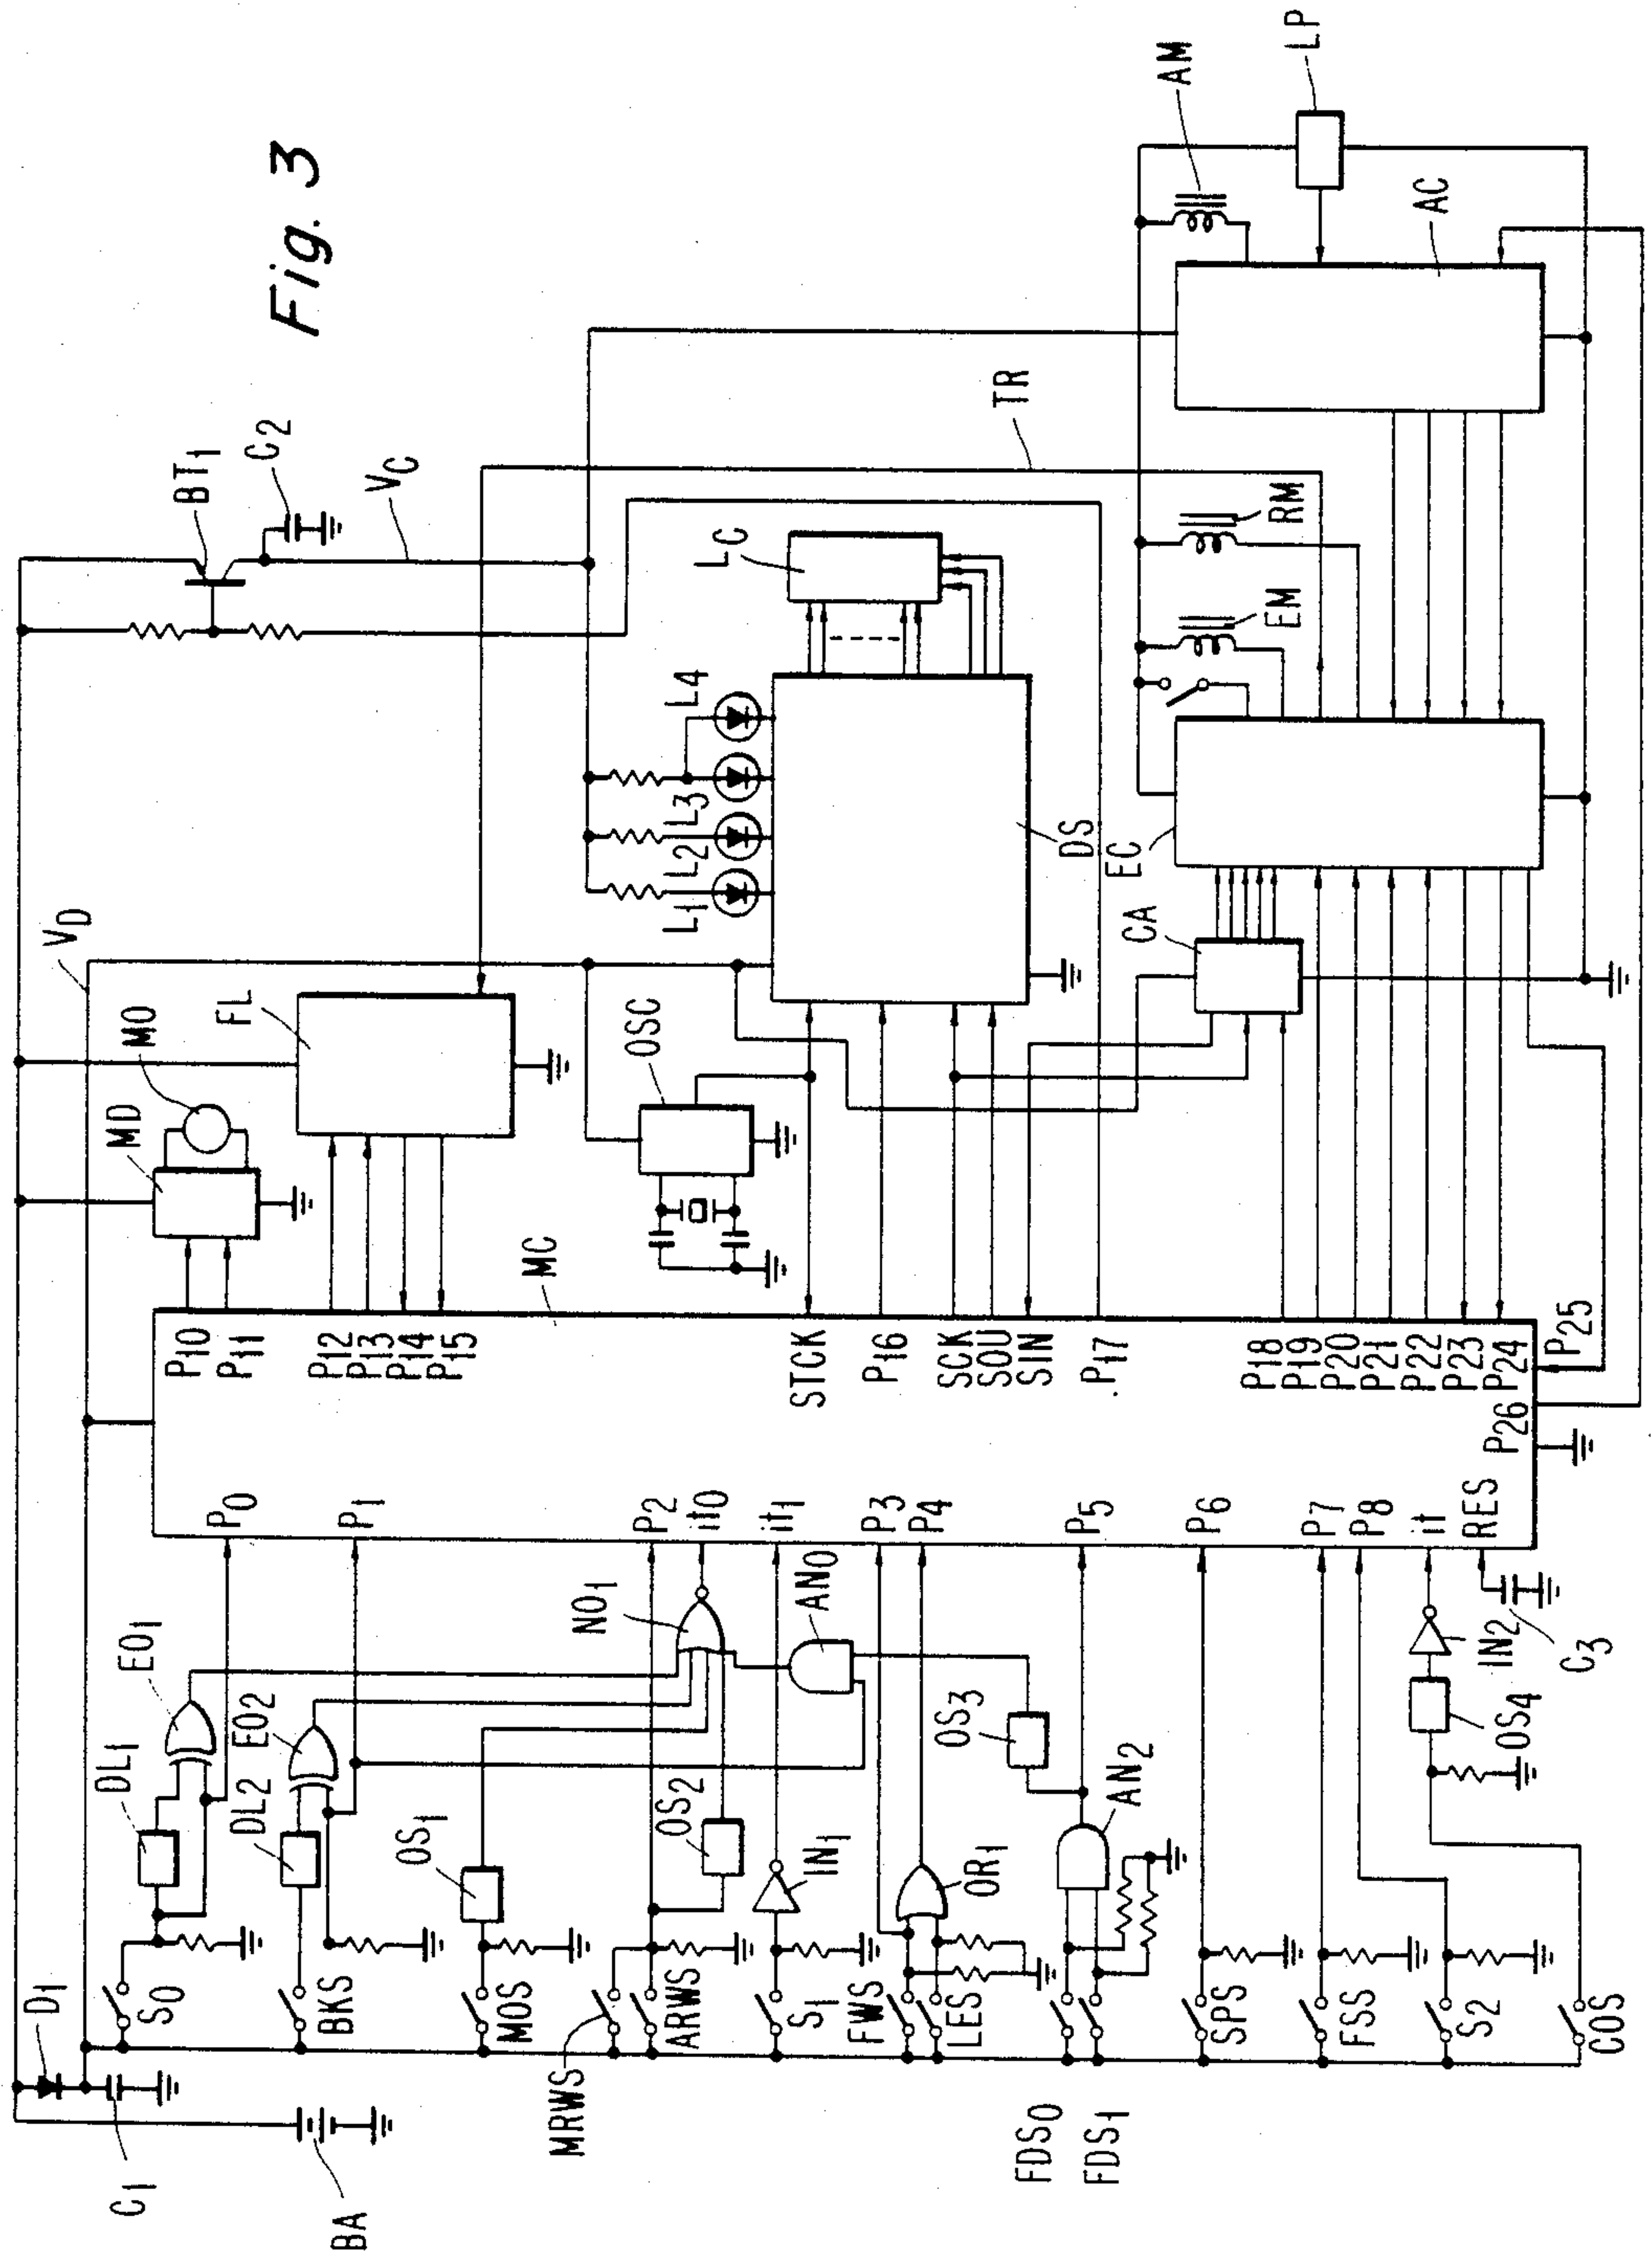 Fig. 3
D1
C1
BA
VD
S0
DL1
EO1
P0
BKS
DL2
EO2
P1
MOS
OS1
MRWS
ARWS
OS2
P2
NO1
it0
S1
IN1
it1
AN0
FWS
LES
OR1
P3
P4
FDS0
FDS1
AN2
OS3
P5
SPS
P6
FSS
P7
S2
P8
COS
OS4
IN2
it
C3
RES
MC
P10
P11
P12
P13
P14
P15
STCK
P16
SCK
SOU
SIN
P17
P18
P19
P20
P21
P22
P23
P24
P25
P26
MD
MO
FL
OSC
L1
L2
L3
L4
DS
LC
BT1
C2
VC
TR
CA
EC
EM
RM
AM
AC
LP